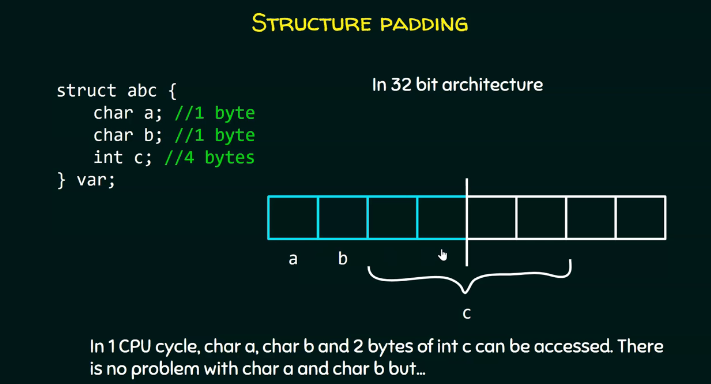 STRUCTURE PADDING
In 32 bit architecture
struct abc {
char a; //1 byte
char b; //1 byte
int c; //4 bytes
} var;
a b
c
In 1 CPU cycle, char a, char b and 2 bytes of int c can be accessed. There
is no problem with char a and char b but...